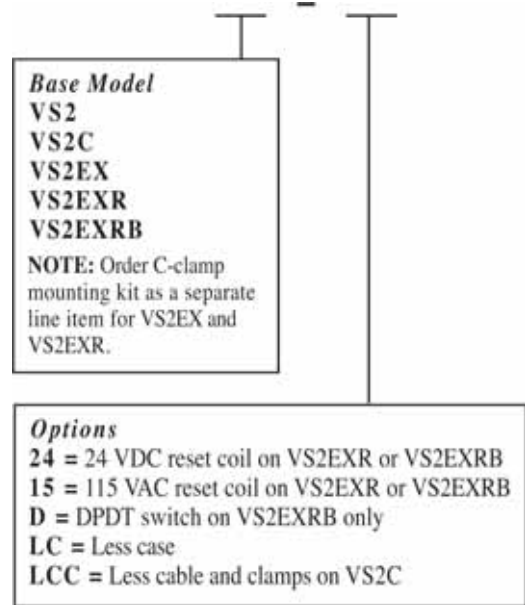 Base Model
VS2
VS2C
VS2EX
VS2EXR
VS2EXRB
NOTE: Order C-clamp
mounting kit as a separate
line item for VS2EX and
VS2EXR.
Options
24 = 24 VDC reset coil on VS2EXR or VS2EXRB
15 = 115 VAC reset coil on VS2EXR or VS2EXRB
D = DPDT switch on VS2EXRB only
LC = Less case
LCC = Less cable and clamps on VS2C